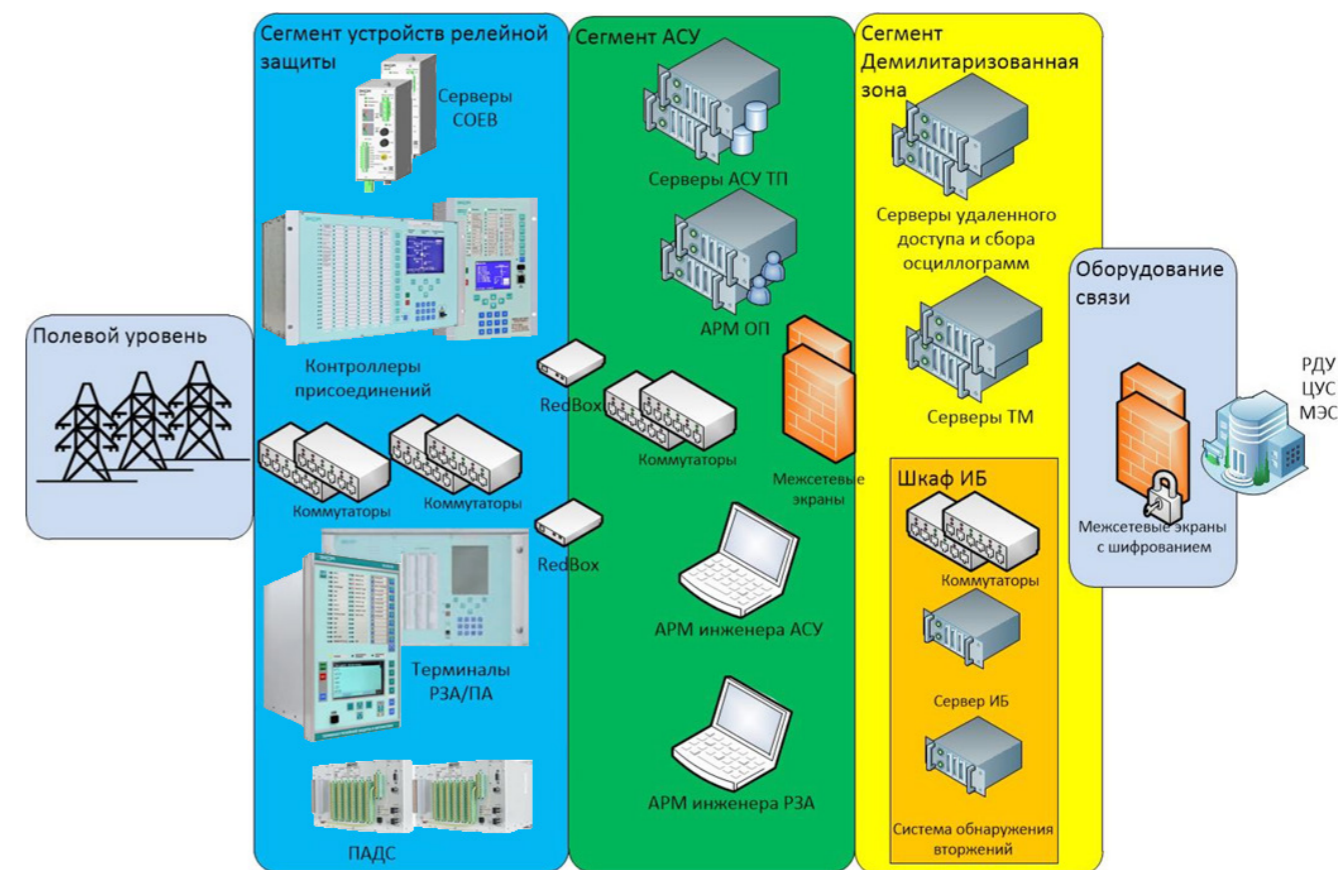 Полевой уровень
Сегмент устройств релейной
защиты
Серверы
СОЕВ
Контроллеры
присоединений
Коммутаторы
Коммутаторы
Терминалы
РЗА/ПА
ПАДС
RedBox
RedBox
Сегмент АСУ
Серверы АСУ ТП
АРМ ОП
Коммутаторы
Межсетевые
экраны
АРМ инженера АСУ
АРМ инженера РЗА
Сегмент
Демилитаризованная
зона
Серверы удаленного
доступа и сбора
осциллограмм
Серверы ТМ
Шкаф ИБ
Коммутаторы
Сервер ИБ
Система обнаружения
вторжений
Оборудование
связи
Межсетевые экраны
с шифрованием
РДУ
ЦУС
МЭС